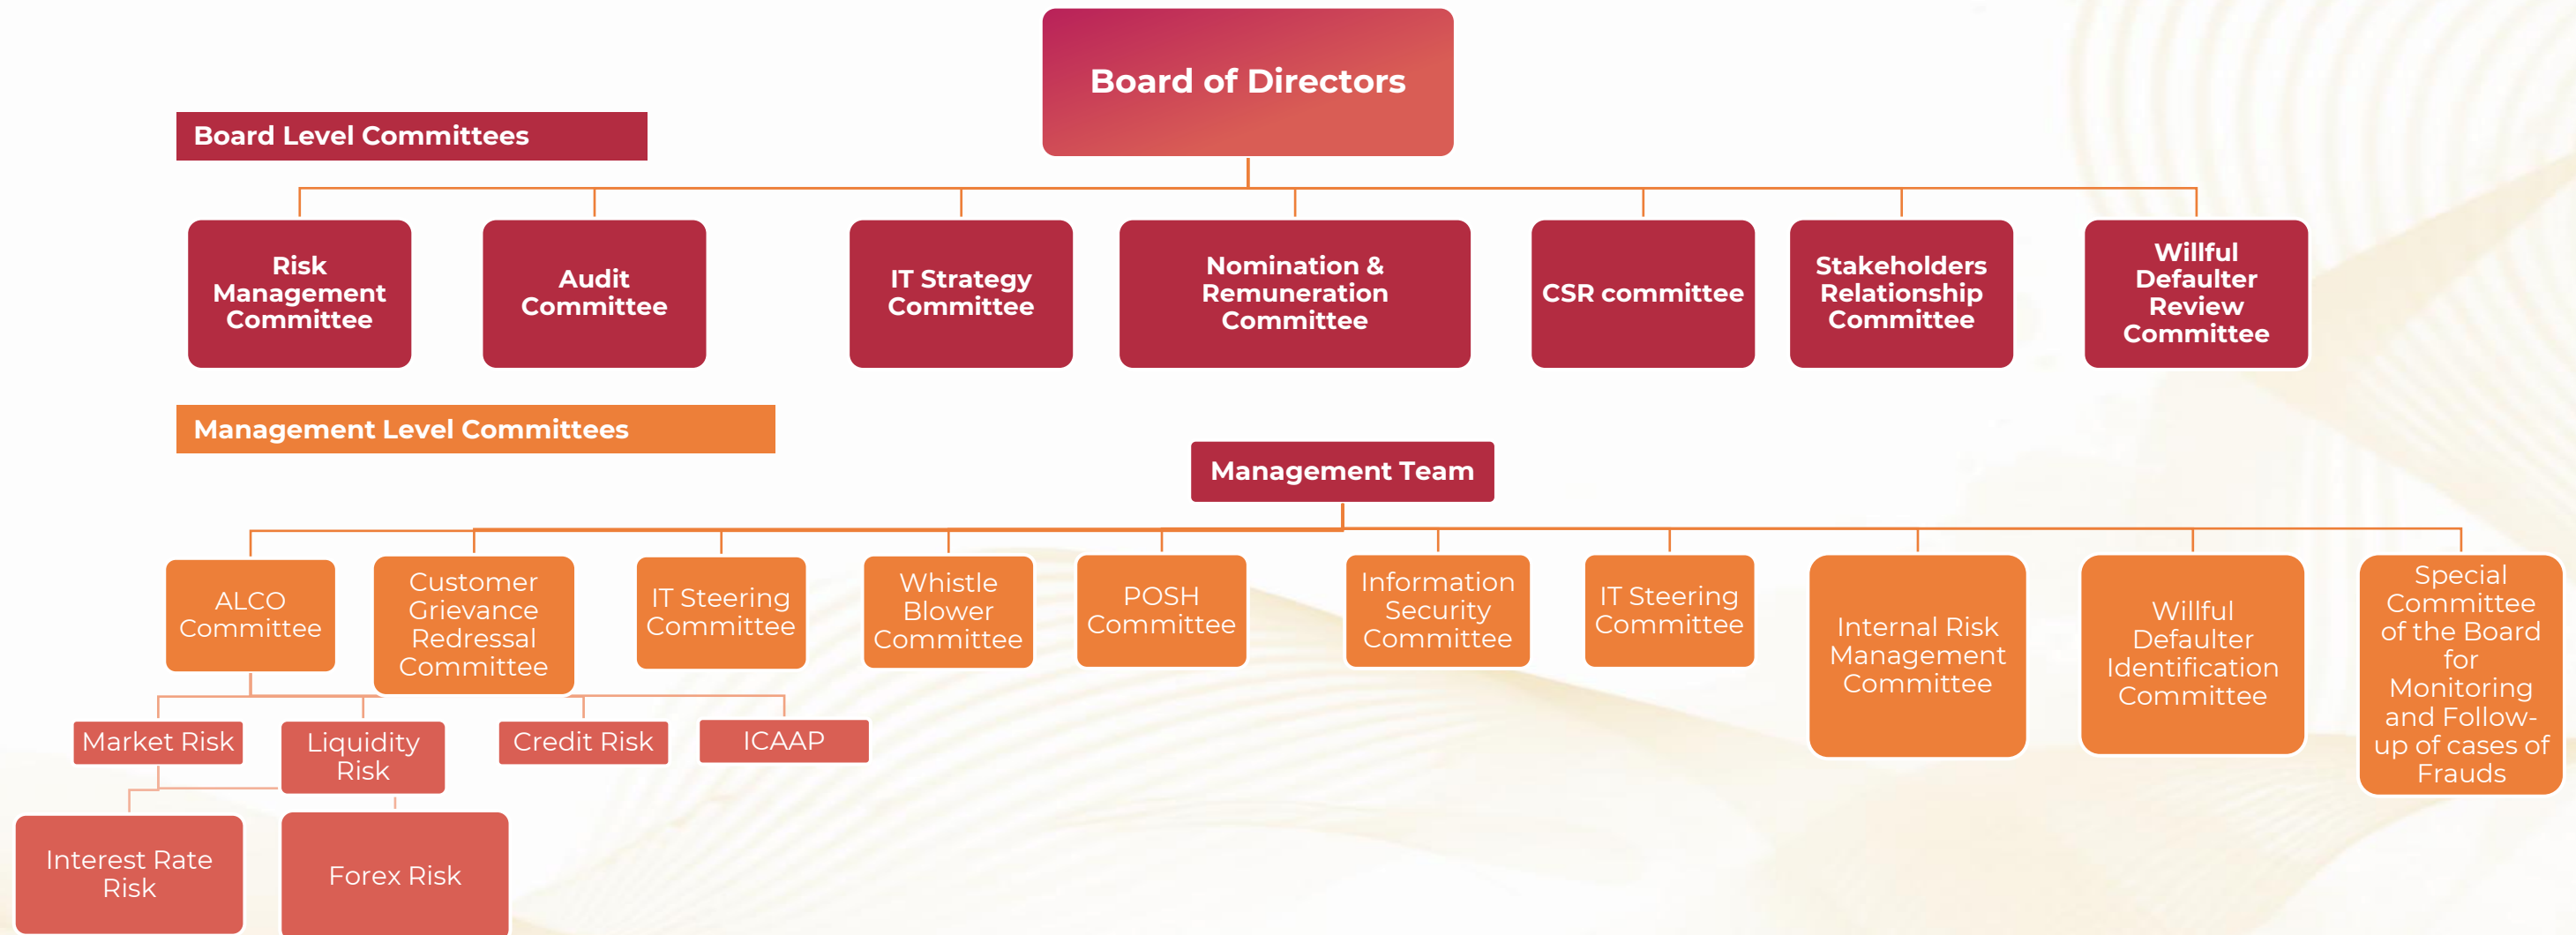 Board of Directors
Board Level Committees
Risk
Management
Committee
Audit
Committee
IT Strategy
Committee
Nomination &
Remuneration
Committee
CSR committee
Stakeholders
Relationship
Committee
Willful
Defaulter
Review
Committee
Management Level Committees
Management Team
ALCO
Committee
Customer
Grievance
Redressal
Committee
IT Steering
Committee
Whistle
Blower
Committee
POSH
Committee
Information
Security
Committee
IT Steering
Committee
Internal Risk
Management
Committee
Willful
Defaulter
Identification
Committee
Special
Committee
of the Board
for
Monitoring
and Follow-
up of cases of
Frauds
Market Risk
Liquidity
Risk
Credit Risk
ICAAP
Interest Rate
Risk
Forex Risk